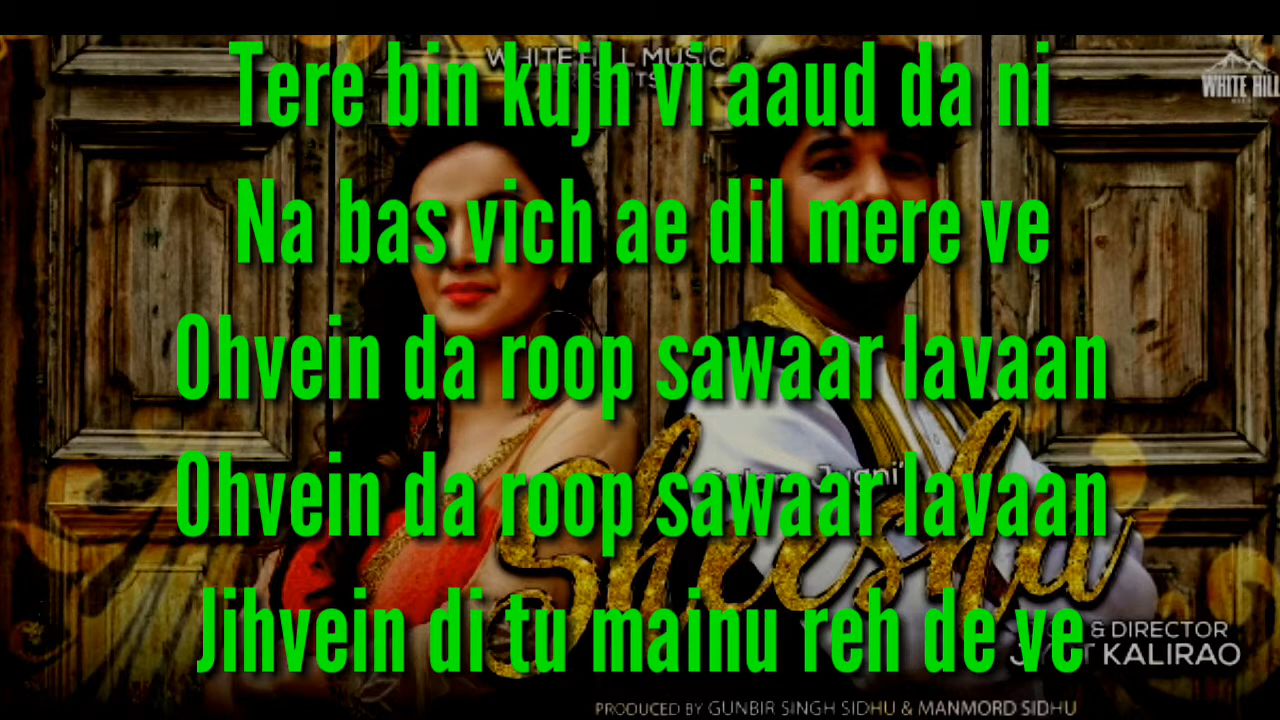 WHITE HILL MUSIC
Tere bin kujh vi aaud da ni
WHITE HILL
Na bas vich ae dil mere ve
Ohvein da roop sawaar lavaan
Sheesha
Ohvein da roop sawaar lavaan
Jihvein di tu mainu reh de ve
& DIRECTOR
KALIRAO
PRODUCED BY GUNBIR SINGH SIDHU & MANMORD SIDHU